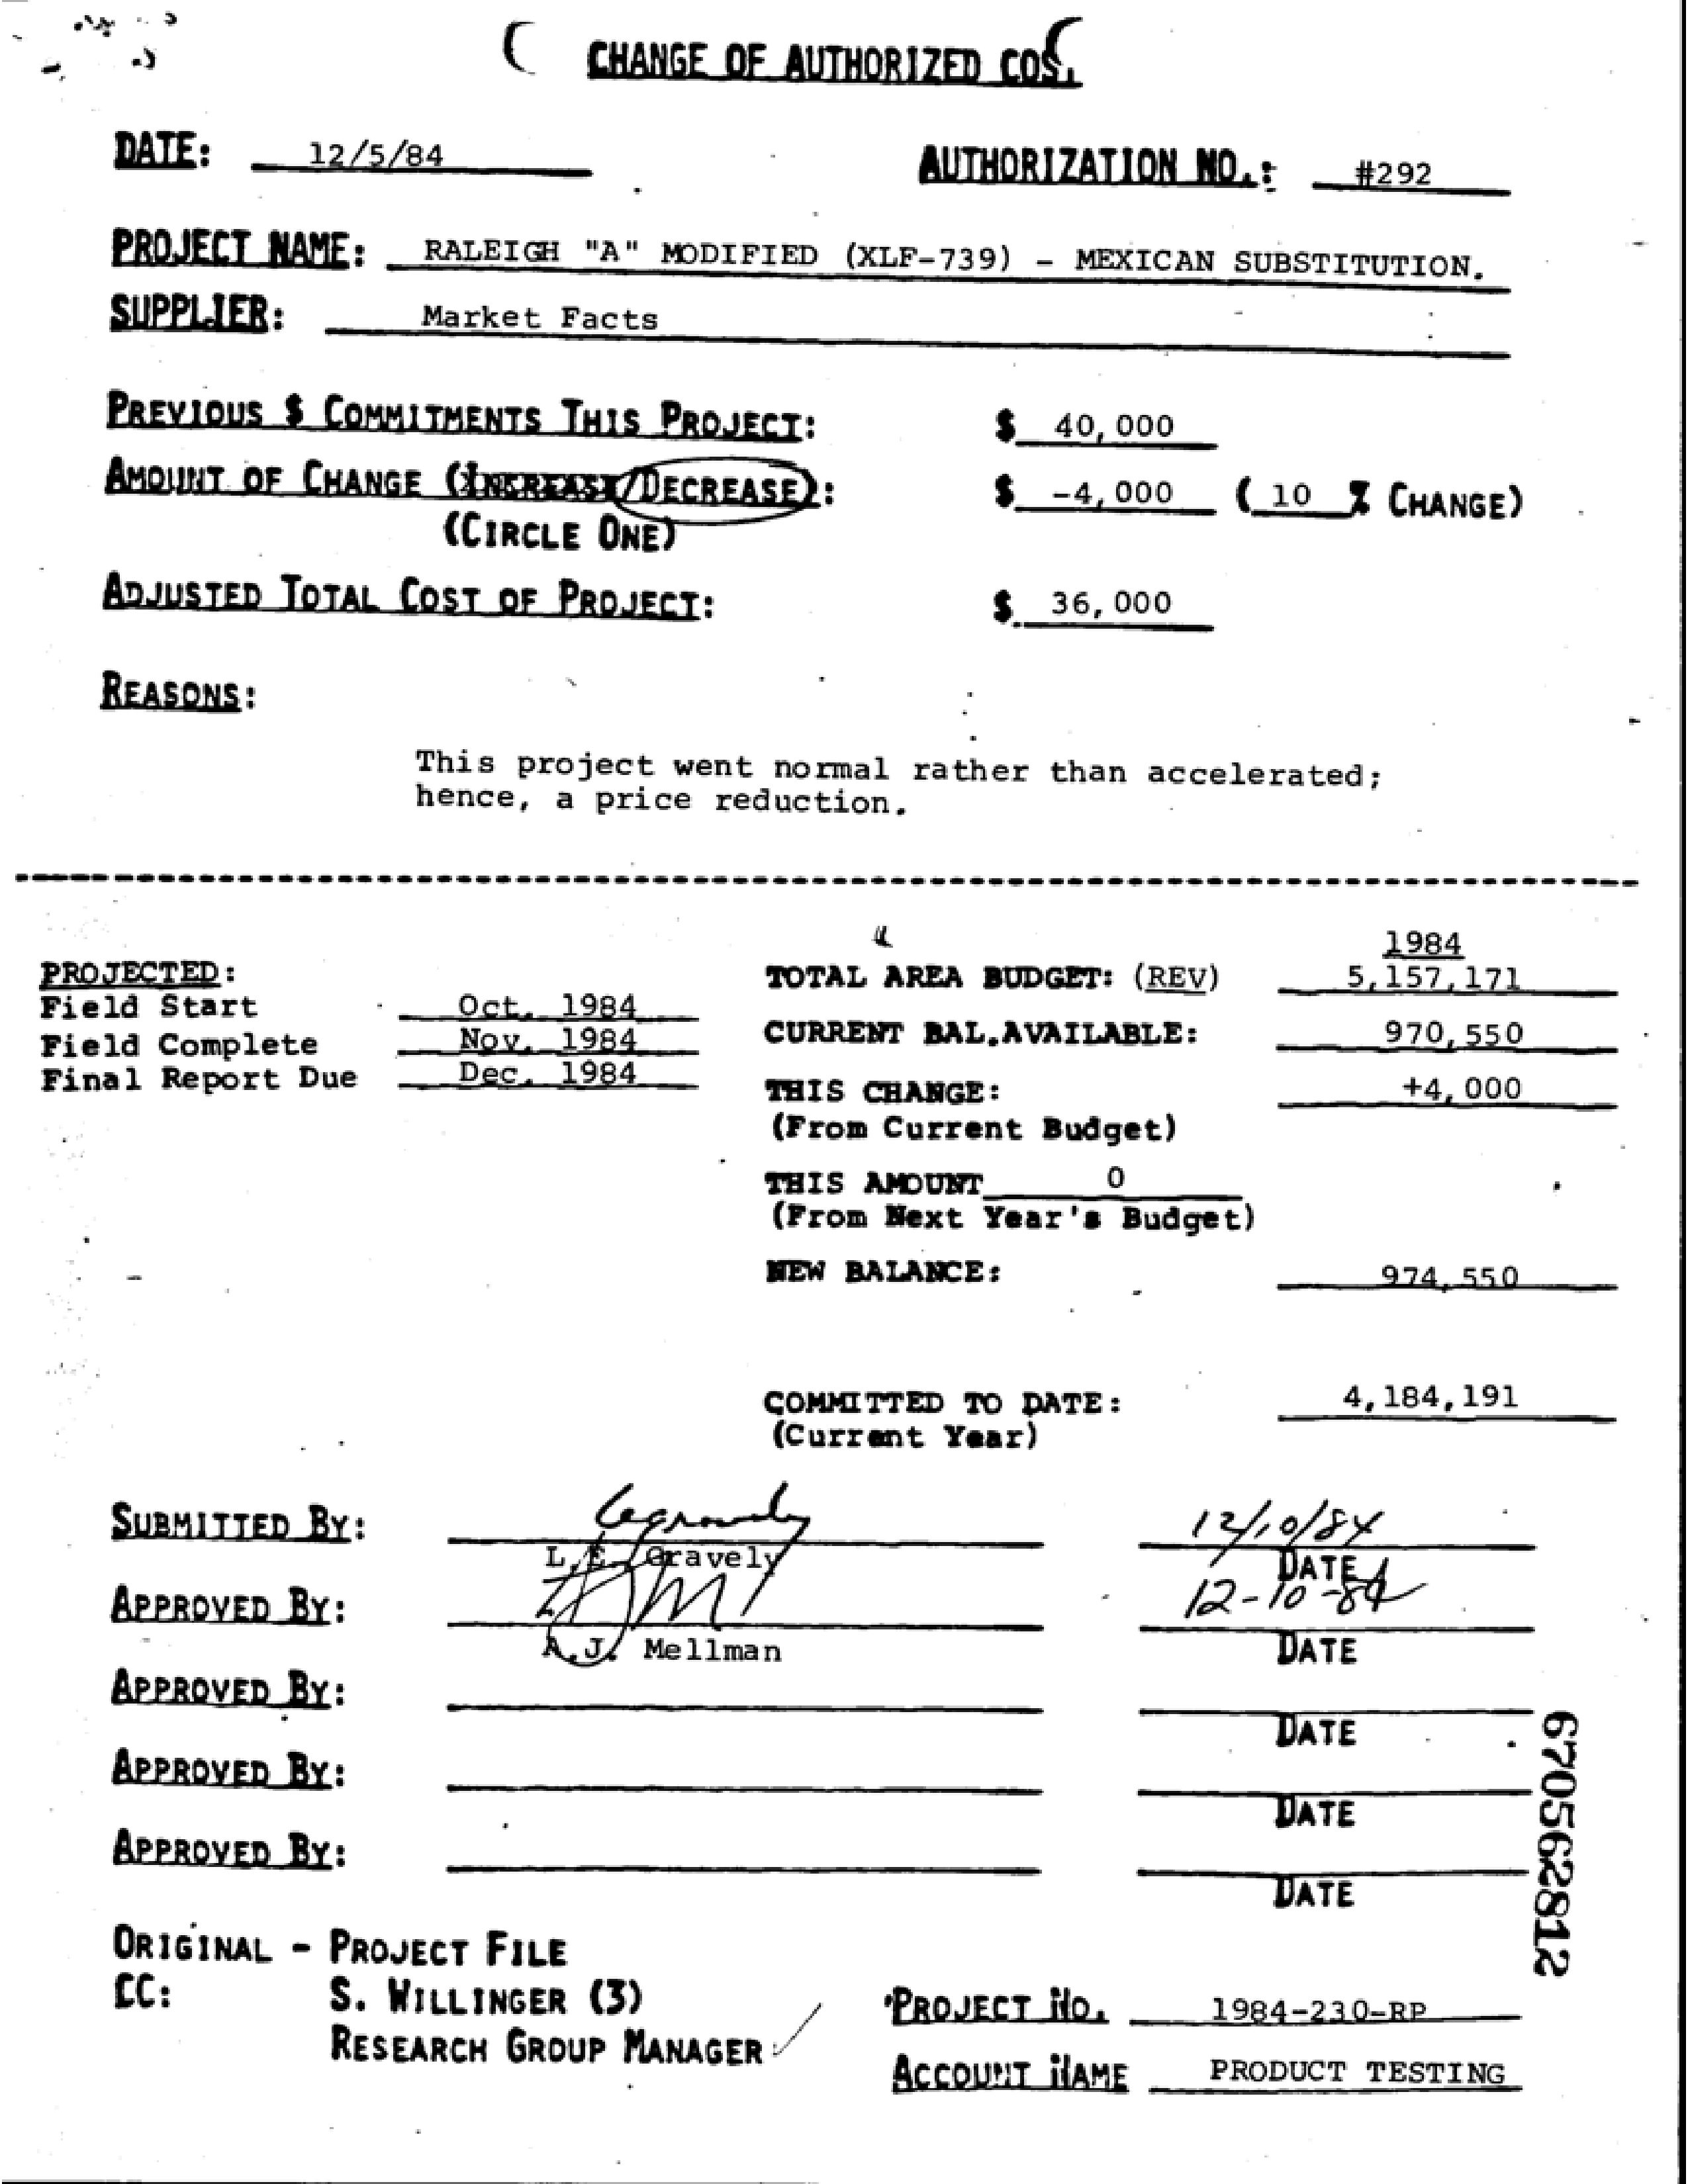 CHANGE OF AUTHORIZED COST
DATE: 12/5/84 AUTHORIZATION NO.: #292
PROJECT NAME: RALEIGH "A" MODIFIED (XLF-739) - MEXICAN SUBSTITUTION.
SUPPLIER: Market Facts
PREVIOUS $ COMMITMENTS THIS PROJECT: $ 40,000
AMOUNT OF CHANGE (INCREASE/DECREASE): $ -4,000 ( 10 % CHANGE)
(CIRCLE ONE)
ADJUSTED TOTAL COST OF PROJECT: $ 36,000
REASONS:
This project went normal rather than accelerated;
hence, a price reduction.
1984
PROJECTED: TOTAL AREA BUDGET: (REV) 5,157,171
Field Start Oct. 1984
Field Complete Nov. 1984 CURRENT BAL.AVAILABLE: 970,550
Final Report Due Dec. 1984
THIS CHANGE: +4,000
(From Current Budget)
THIS AMOUNT 0
(From Next Year's Budget)
NEW BALANCE: 974,550
COMMITTED TO DATE: 4,184,191
(Current Year)
SUBMITTED BY: 12/10/84
L.E. Gravely DATE
APPROVED BY: 12-10-84
A.J. Mellman DATE
APPROVED BY:
DATE
APPROVED BY:
DATE
APPROVED BY:
DATE
670562812
ORIGINAL - PROJECT FILE
CC: S. WILLINGER (3)
RESEARCH GROUP MANAGER
PROJECT NO. 1984-230-RP
ACCOUNT NAME PRODUCT TESTING